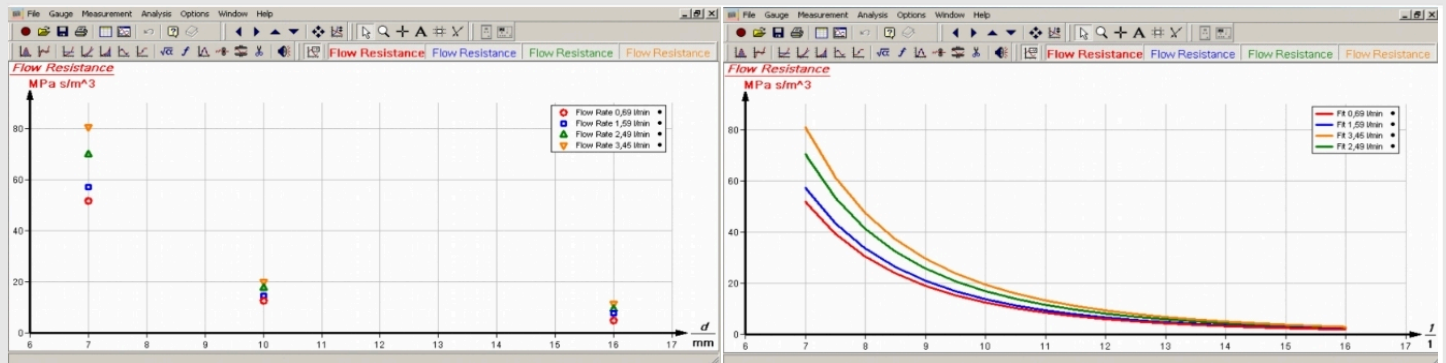 File Gauge Measurement Analysis Options Window Help
Flow Resistance Flow Resistance Flow Resistance Flow Resistance
Flow Resistance
MPa s/m^3
80
60
40
20
0
6 7 8 9 10 11 12 13 14 15 16 17
d
mm
Flow Rate 0,69 l/min
Flow Rate 1,59 l/min
Flow Rate 2,49 l/min
Flow Rate 3,45 l/min
File Gauge Measurement Analysis Options Window Help
Flow Resistance Flow Resistance Flow Resistance Flow Resistance
Flow Resistance
MPa s/m^3
80
60
40
20
0
6 7 8 9 10 11 12 13 14 15 16 17
1
1
Fit 0,69 l/min
Fit 1,59 l/min
Fit 3,45 l/min
Fit 2,49 l/min